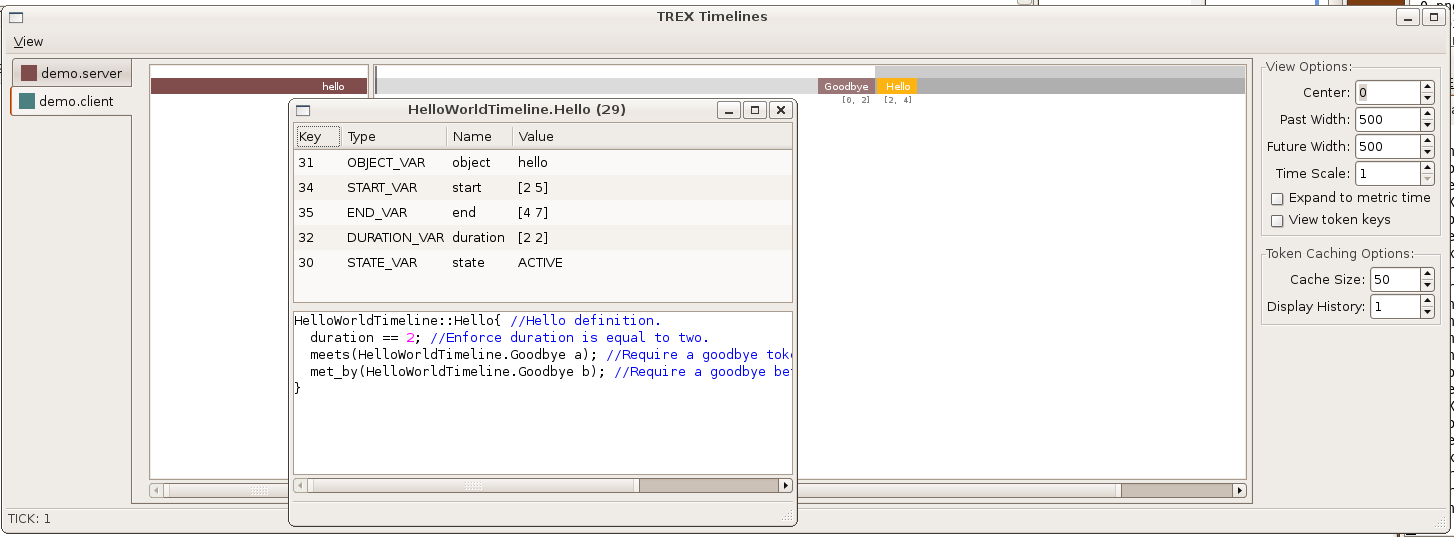 TREX Timelines
View
demo.server
demo.client
hello
Goodbye
Hello
[0, 2]
[2, 4]
HelloWorldTimeline.Hello (29)
Key Type Name Value
31 OBJECT_VAR object hello
34 START_VAR start [2 5]
35 END_VAR end [4 7]
32 DURATION_VAR duration [2 2]
30 STATE_VAR state ACTIVE
HelloWorldTimeline::Hello{ //Hello definition.
duration == 2; //Enforce duration is equal to two.
meets(HelloWorldTimeline.Goodbye a); //Require a goodbye
met_by(HelloWorldTimeline.Goodbye b); //Require a goodbye
}
View Options:
Center: 0
Past Width: 500
Future Width: 500
Time Scale: 1
Expand to metric time
View token keys
Token Caching Options:
Cache Size: 50
Display History: 1
TICK: 1